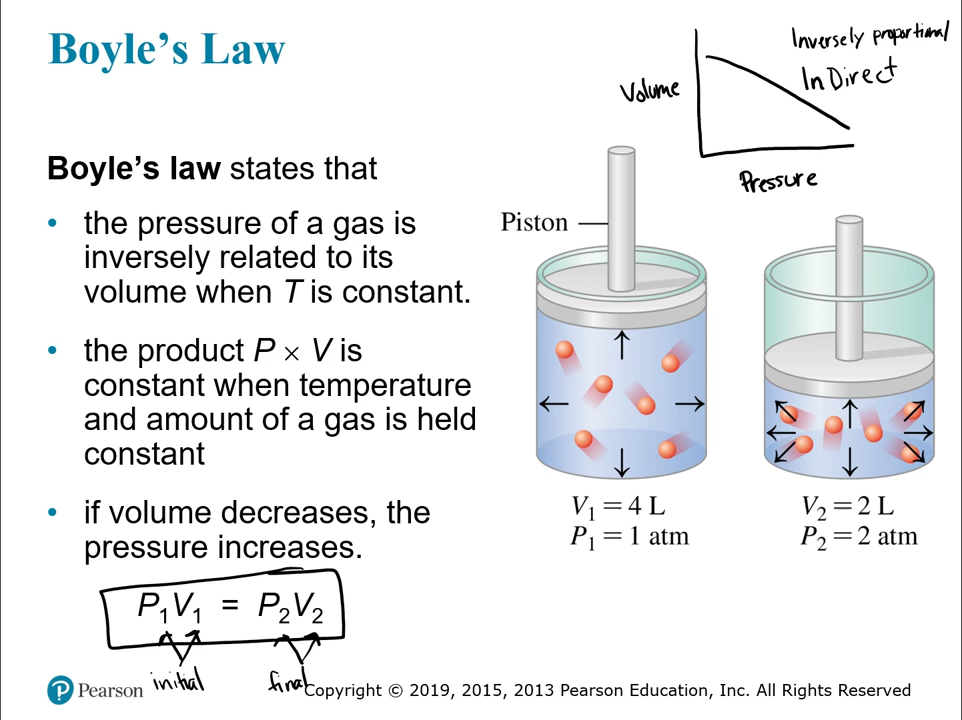 Boyle's Law
Inversely proportional
InDirect
Volume
Pressure
Boyle's law states that
• the pressure of a gas is
inversely related to its
volume when T is constant.
• the product P × V is
constant when temperature
and amount of a gas is held
constant
• if volume decreases, the
pressure increases.
P₁V₁ = P₂V₂
initial final
Piston
V₁ = 4 L
P₁ = 1 atm
V₂ = 2 L
P₂ = 2 atm
P Pearson
Copyright © 2019, 2015, 2013 Pearson Education, Inc. All Rights Reserved